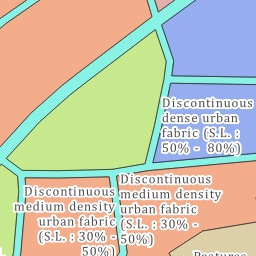 Discontinuous
dense urban
fabric (S.L. :
50% -  80%)
Discontinuous
medium density
urban fabric
(S.L. : 30% -
50%)
Discontinuous
medium density
urban fabric
(S.L. : 30% -
50%)
Pastures